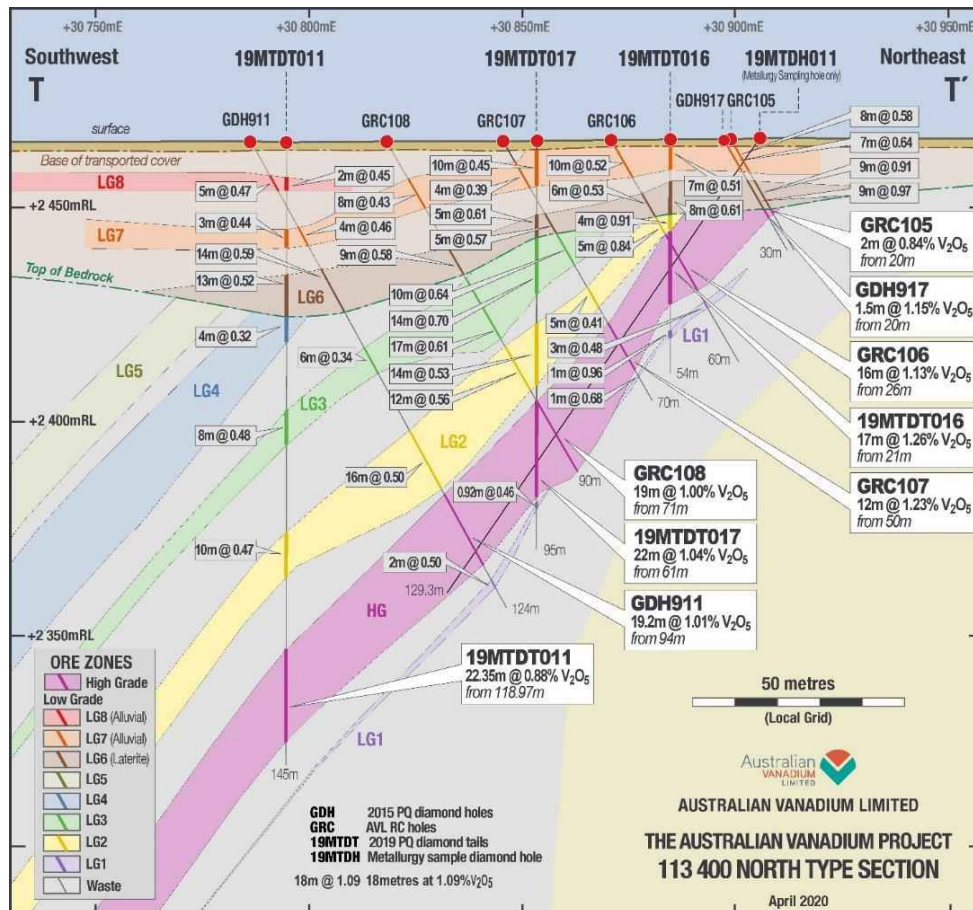 +30 750mE
+30 800mE
+30 850mE
+30 900mE
+30 950mE
Southwest
T
19MTDT011
19MTDT017
19MTDT016
19MTDH011
(Metallurgy Sampling hole only)
Northeast
T´
GDH911
GRC108
GRC107
GRC106
GDH917
GRC105
surface
Base of transported cover
LG8
+2 450mRL
LG7
Top of Bedrock
5m @ 0.47
3m @ 0.44
14m @ 0.59
13m @ 0.52
4m @ 0.32
8m @ 0.48
10m @ 0.47
2m @ 0.45
8m @ 0.43
4m @ 0.46
9m @ 0.58
LG6
6m @ 0.34
16m @ 0.50
10m @ 0.45
4m @ 0.39
5m @ 0.61
5m @ 0.57
10m @ 0.64
14m @ 0.70
17m @ 0.61
14m @ 0.53
12m @ 0.56
0.92m @ 0.46
2m @ 0.50
10m @ 0.52
6m @ 0.53
4m @ 0.91
5m @ 0.84
5m @ 0.41
3m @ 0.48
1m @ 0.96
1m @ 0.68
7m @ 0.51
8m @ 0.61
8m @ 0.58
7m @ 0.64
9m @ 0.91
9m @ 0.97
LG5
LG4
LG3
LG2
LG1
HG
LG1
+2 400mRL
+2 350mRL
30m
60m
54m
70m
90m
95m
124m
129.3m
145m
GRC105
2m @ 0.84% V₂O₅
from 20m
GDH917
1.5m @ 1.15% V₂O₅
from 20m
GRC106
16m @ 1.13% V₂O₅
from 26m
19MTDT016
17m @ 1.26% V₂O₅
from 21m
GRC107
12m @ 1.23% V₂O₅
from 50m
GRC108
19m @ 1.00% V₂O₅
from 71m
19MTDT017
22m @ 1.04% V₂O₅
from 61m
GDH911
19.2m @ 1.01% V₂O₅
from 94m
19MTDT011
22.35m @ 0.88% V₂O₅
from 118.97m
ORE ZONES
High Grade
Low Grade
LG8 (Alluvial)
LG7 (Alluvial)
LG6 (Laterite)
LG5
LG4
LG3
LG2
LG1
Waste
GDH 2015 PQ diamond holes
GRC AVL RC holes
19MTDT 2019 PQ diamond tails
19MTDH Metallurgy sample diamond hole
18m @ 1.09 18metres at 1.09%V₂O₅
50 metres
(Local Grid)
Australian
VANADIUM
LIMITED
AUSTRALIAN VANADIUM LIMITED
THE AUSTRALIAN VANADIUM PROJECT
113 400 NORTH TYPE SECTION
April 2020